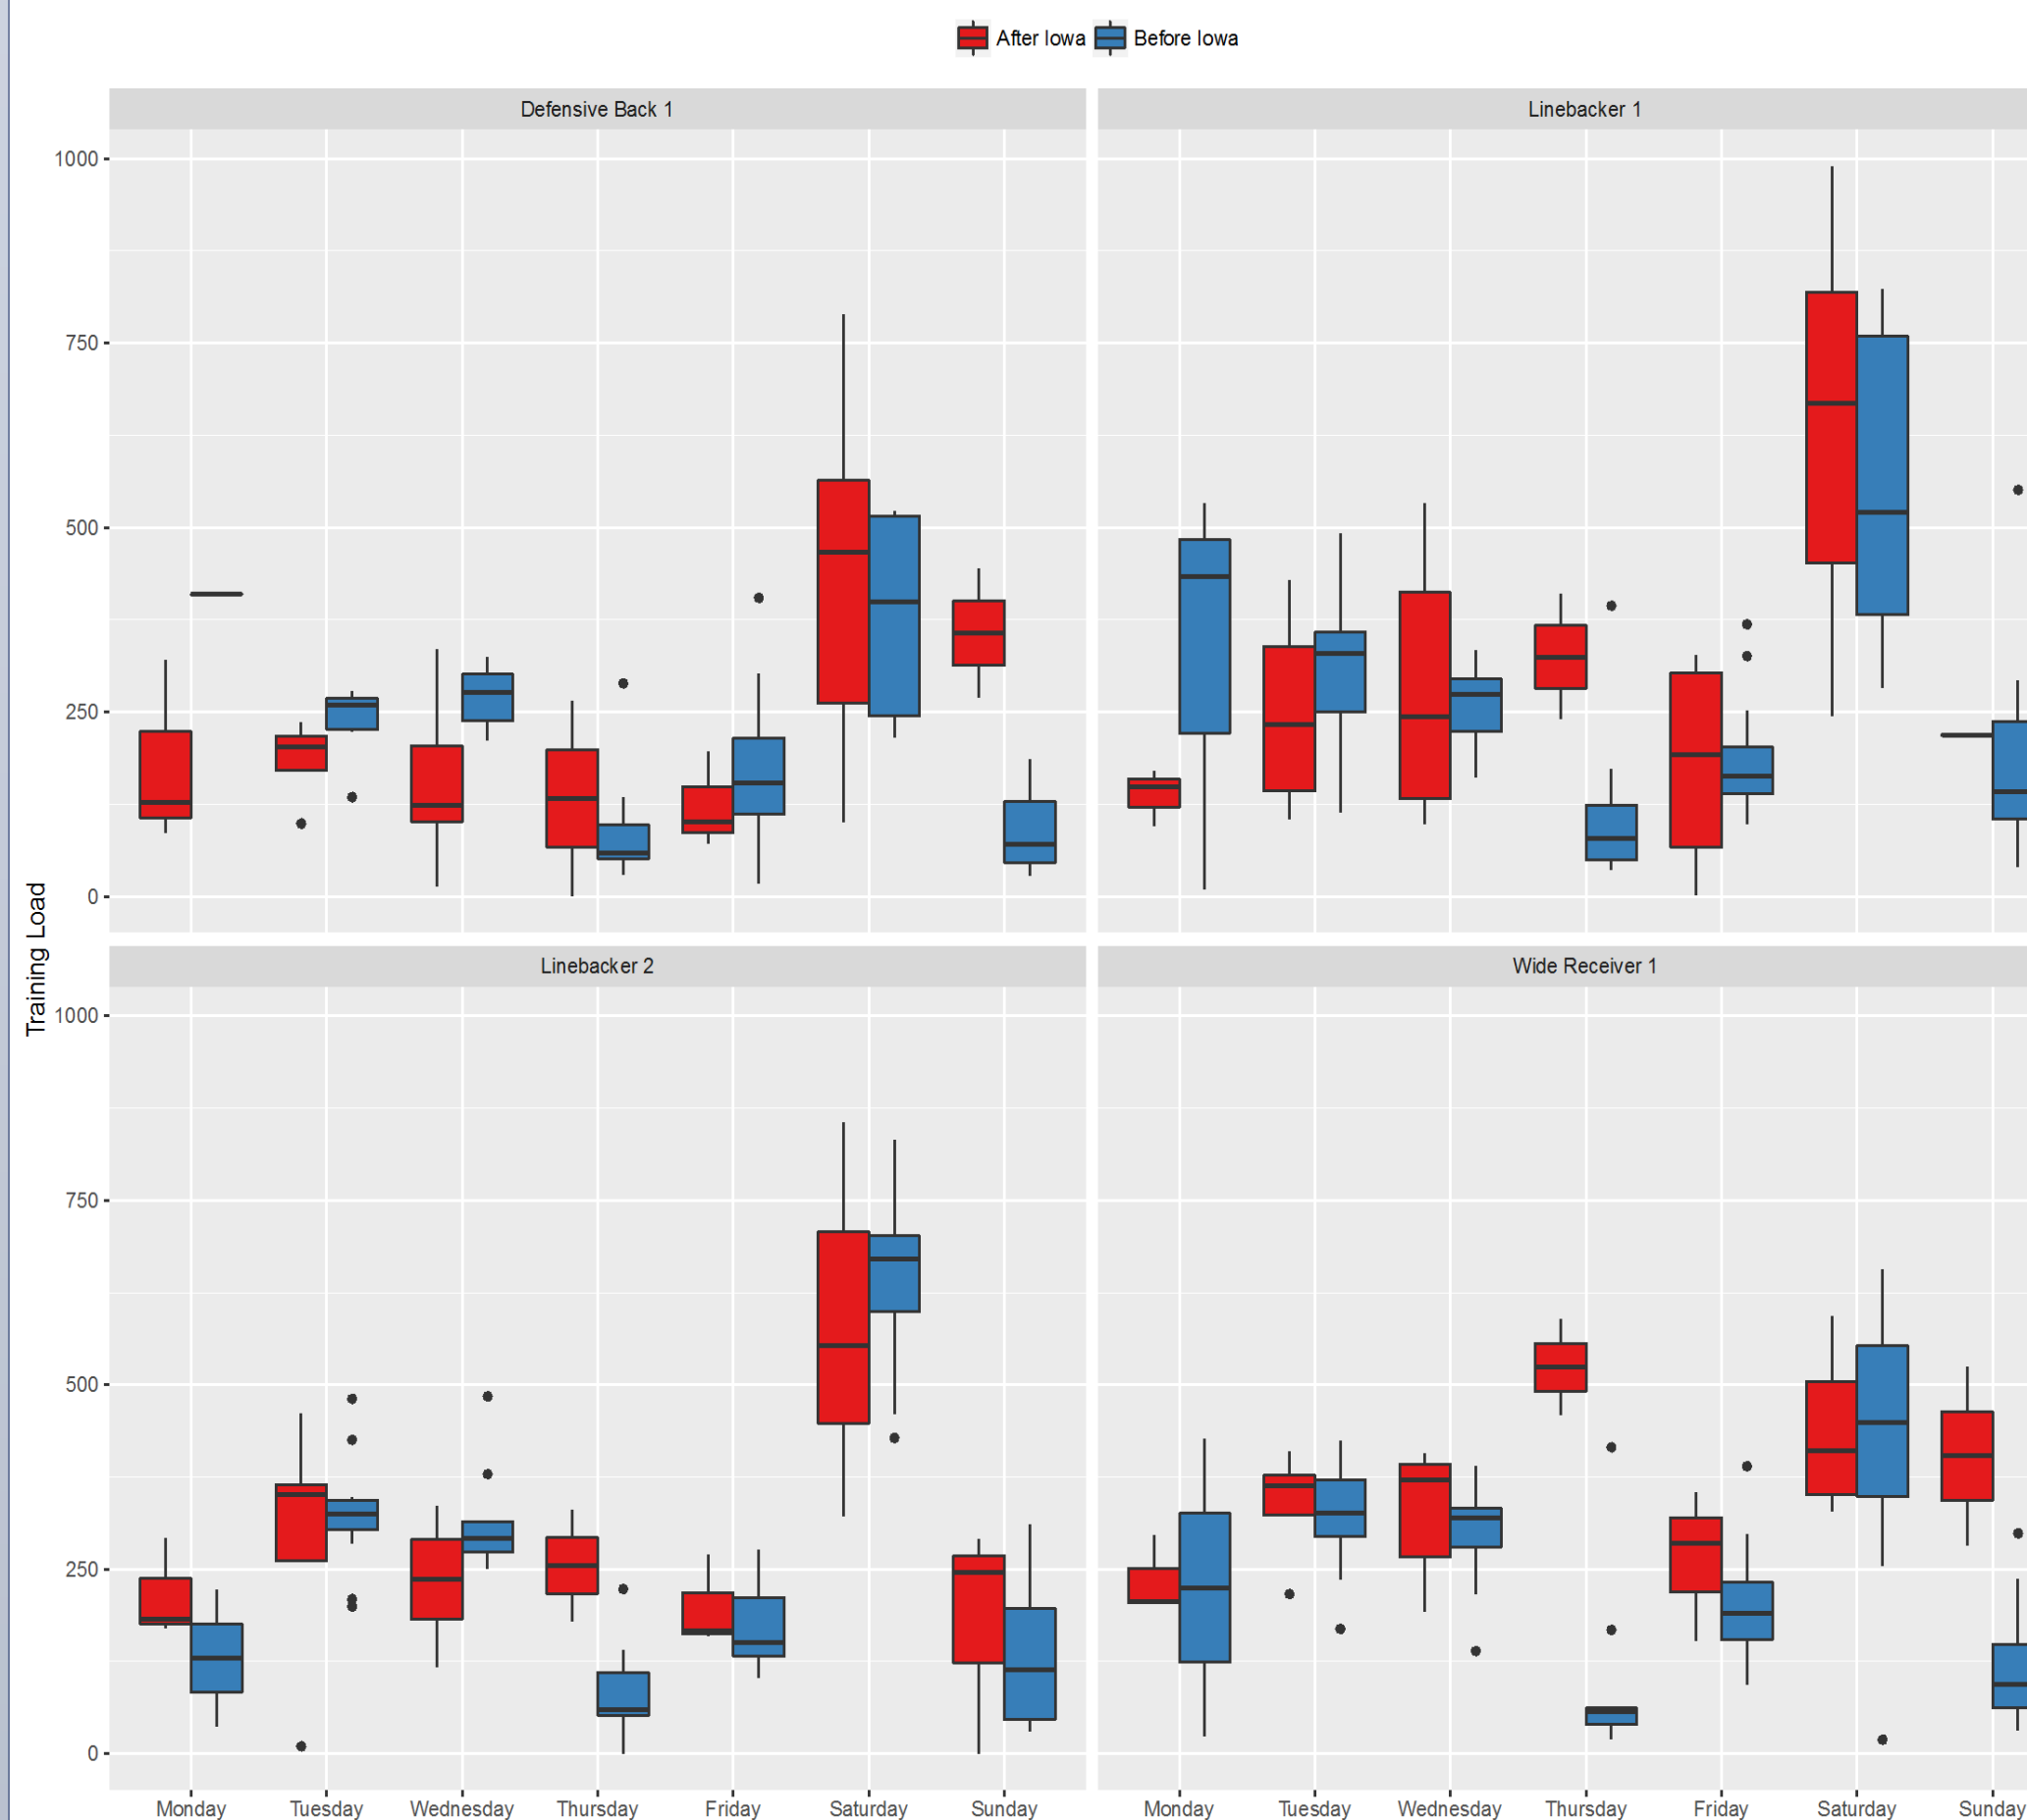 After Iowa Before Iowa
Defensive Back 1 Linebacker 1
1000
750
500
250
0
Training Load
Linebacker 2 Wide Receiver 1
1000
750
500
250
0
Monday Tuesday Wednesday Thursday Friday Saturday Sunday Monday Tuesday Wednesday Thursday Friday Saturday Sunday